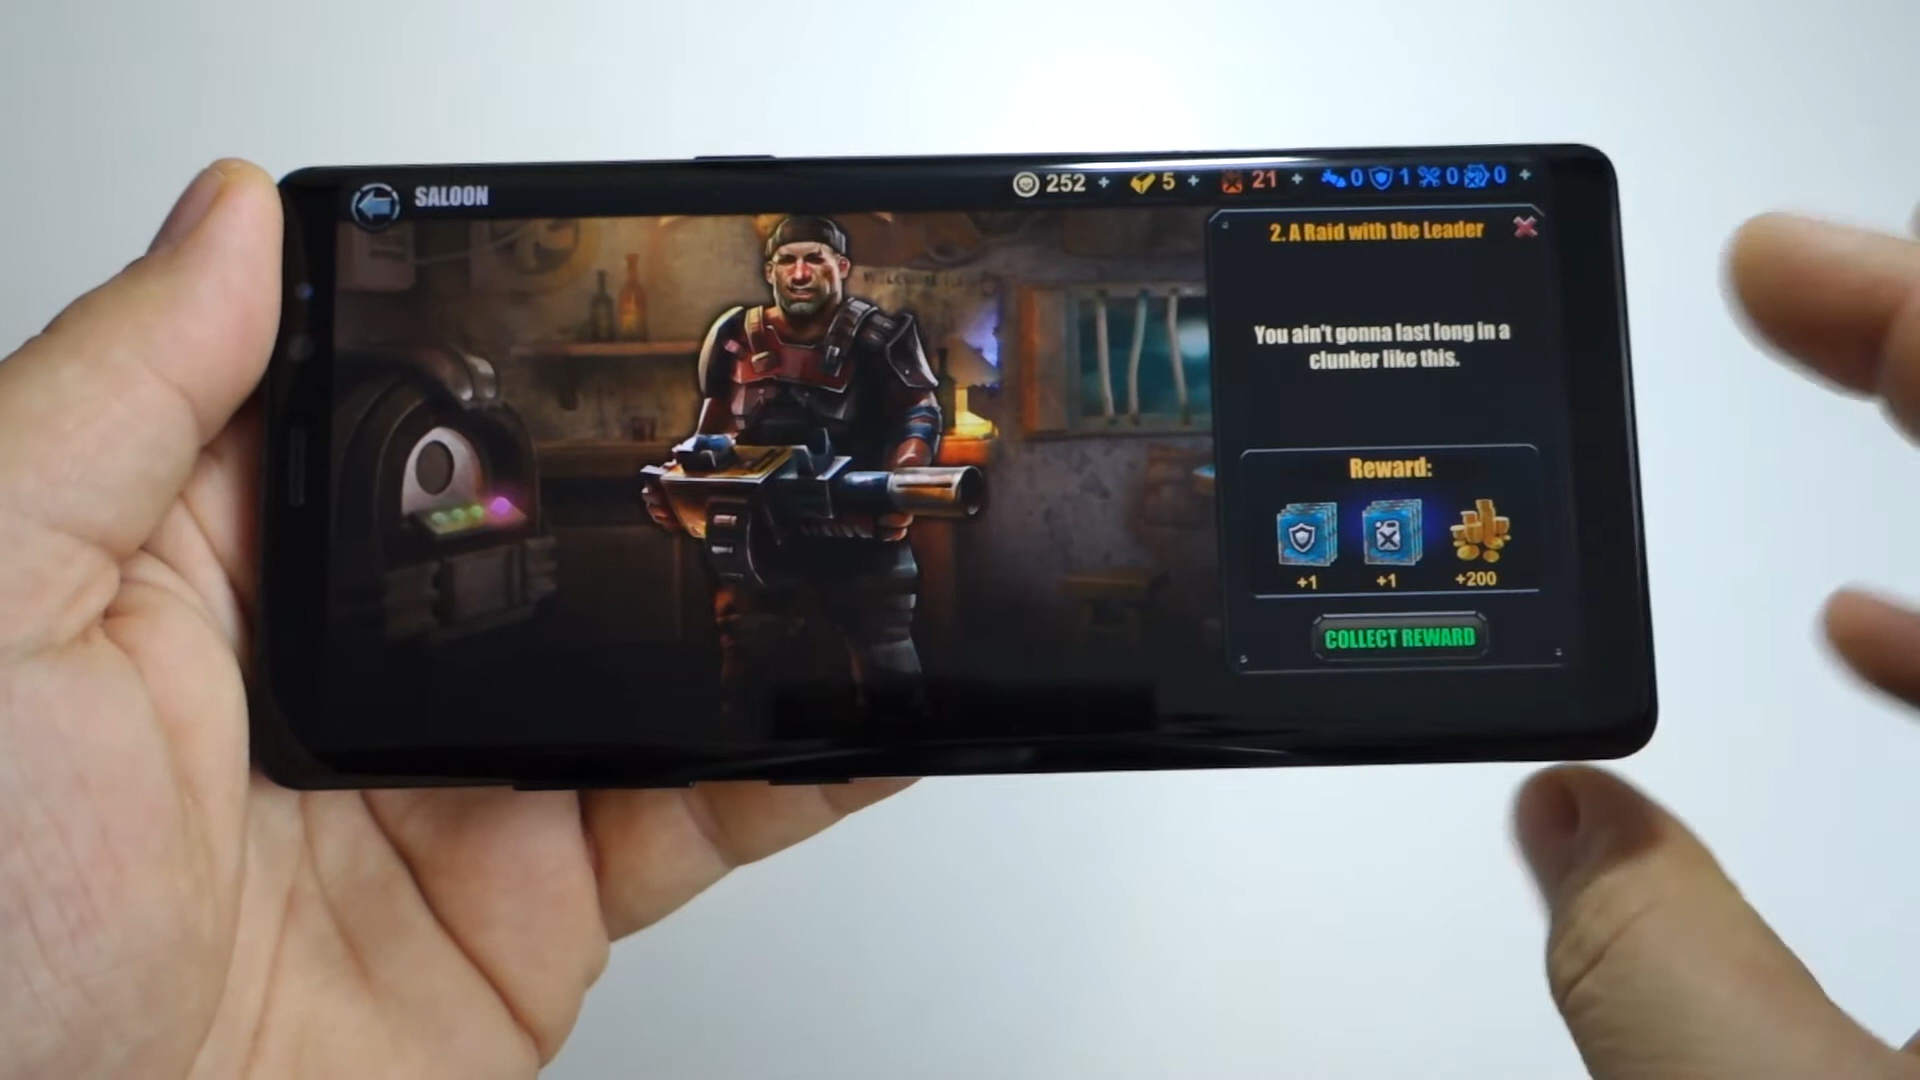 SALOON
252 + 5 + 21 + 0 1 0 0 +
2. A Raid with the Leader
You ain't gonna last long in a
clunker like this.
Reward:
+1 +1 +200
COLLECT REWARD